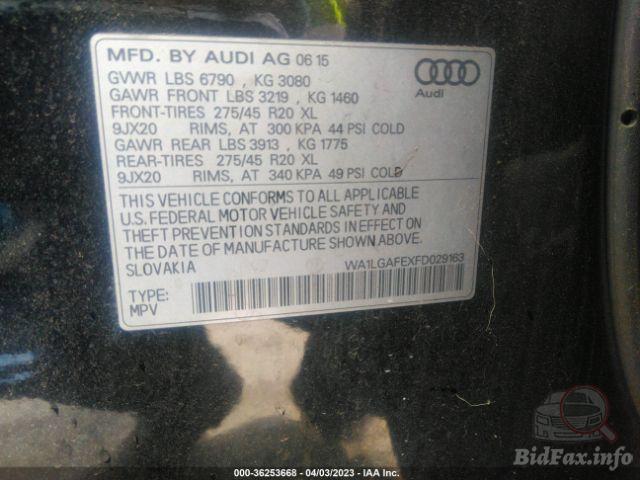 MFD. BY AUDI AG 06 15
GVWR LBS 6790 , KG 3080
GAWR FRONT LBS 3219 , KG 1460
FRONT-TIRES 275/45 R20 XL
9JX20 RIMS, AT 300 KPA 44 PSI COLD
GAWR REAR LBS 3913 , KG 1775
REAR-TIRES 275/45 R20 XL
9JX20 RIMS, AT 340 KPA 49 PSI COLD
Audi
THIS VEHICLE CONFORMS TO ALL APPLICABLE
U.S. FEDERAL MOTOR VEHICLE SAFETY AND
THEFT PREVENTION STANDARDS IN EFFECT ON
THE DATE OF MANUFACTURE SHOWN ABOVE.
SLOVAKIA
WA1LGAFEXFD029163
TYPE:
MPV
000-36253668 - 04/03/2023 - IAA Inc.
BidFax.info